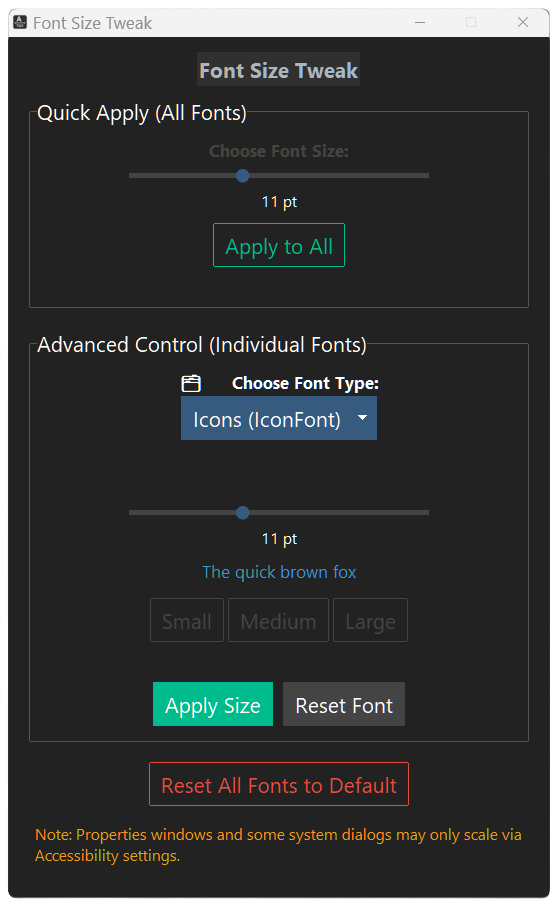 Font Size Tweak
Font Size Tweak
Quick Apply (All Fonts)
Choose Font Size:
11 pt
Apply to All
Advanced Control (Individual Fonts)
Choose Font Type:
Icons (IconFont)
11 pt
The quick brown fox
Small Medium Large
Apply Size Reset Font
Reset All Fonts to Default
Note: Properties windows and some system dialogs may only scale via
Accessibility settings.